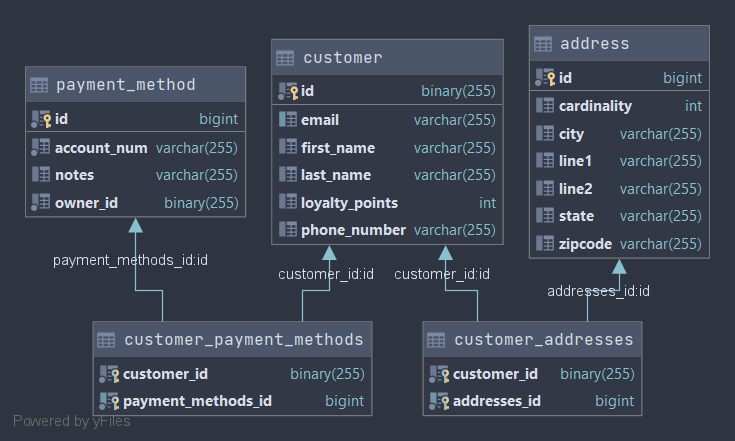 payment_method
id bigint
account_num varchar(255)
notes varchar(255)
owner_id binary(255)
customer
id binary(255)
email varchar(255)
first_name varchar(255)
last_name varchar(255)
loyalty_points int
phone_number varchar(255)
address
id bigint
cardinality int
city varchar(255)
line1 varchar(255)
line2 varchar(255)
state varchar(255)
zipcode varchar(255)
payment_methods_id:id
customer_id:id
customer_id:id
addresses_id:id
customer_payment_methods
customer_id binary(255)
payment_methods_id bigint
customer_addresses
customer_id binary(255)
addresses_id bigint
Powered by yFiles